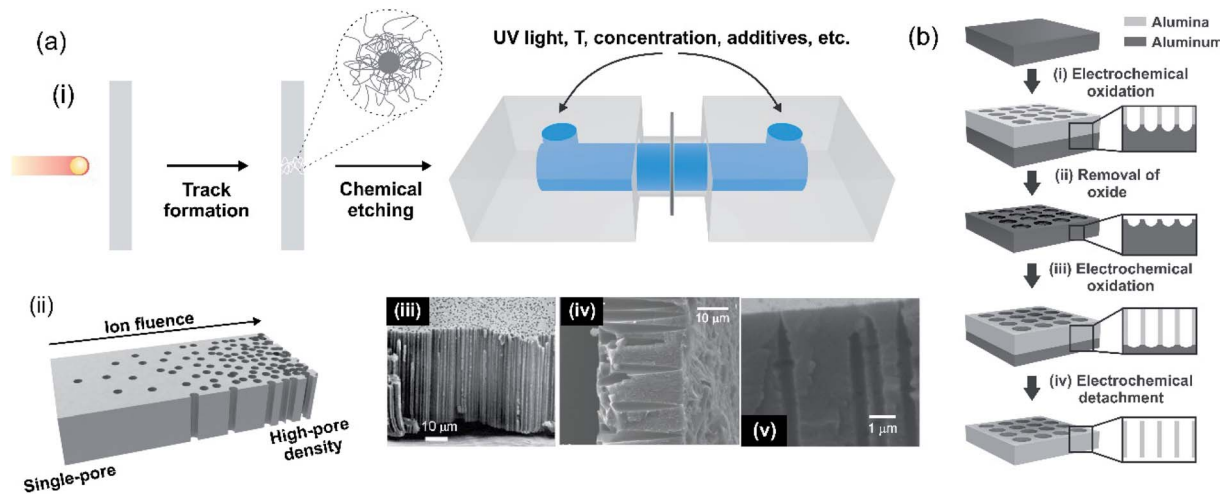 (a)
UV light, T, concentration, additives, etc.
(i)
Track
formation
Chemical
etching
(ii)
Ion fluence
Single-pore
High-pore
density
(iii)
10 μm
(iv)
10 μm
(v)
1 μm
(b)
Alumina
Aluminum
(i) Electrochemical
oxidation
(ii) Removal of
oxide
(iii) Electrochemical
oxidation
(iv) Electrochemical
detachment